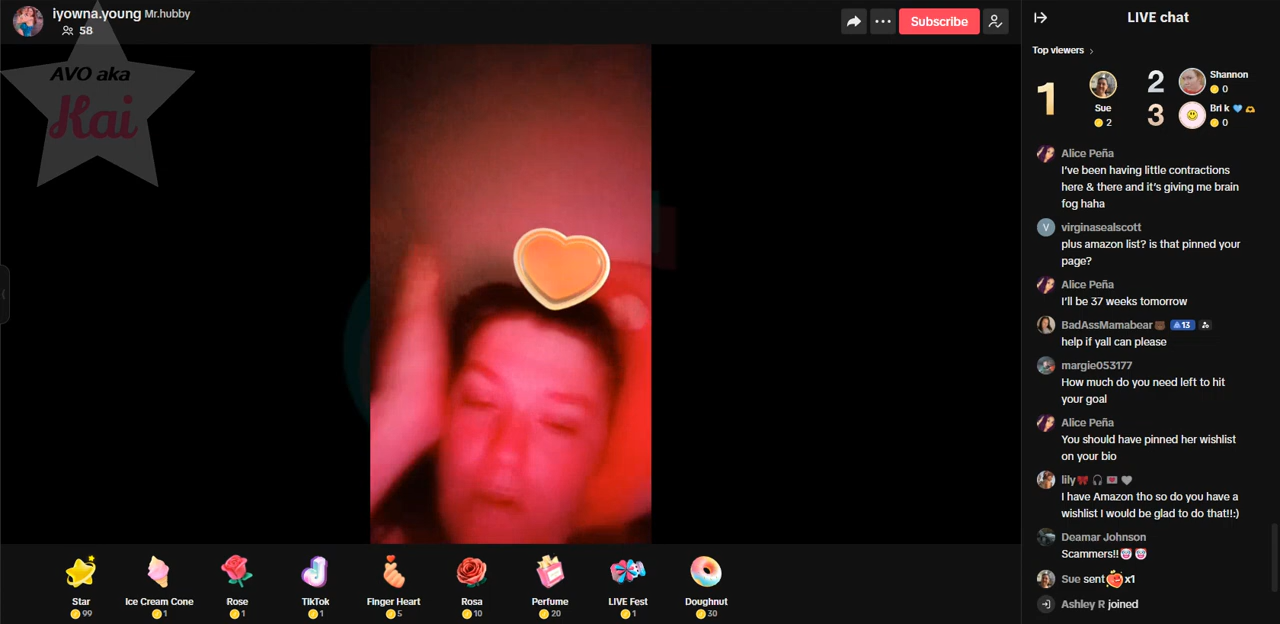 iyowna.young Mr.hubby
58
Subscribe
AVO aka
Kai
LIVE chat
Top viewers
1
Sue
2
2
Shannon
0
3
Bri k
0
Alice Peña
I've been having little contractions
here & there and it's giving me brain
fog haha
V
virginasealscott
plus amazon list? is that pinned your
page?
Alice Peña
I'll be 37 weeks tomorrow
BadAssMamabear 13
help if yall can please
margie053177
How much do you need left to hit
your goal
Alice Peña
You should have pinned her wishlist
on your bio
lily
I have Amazon tho so do you have a
wishlist I would be glad to do that!!:)
Deamar Johnson
Scammers!!
Sue sent x1
Ashley R joined
Star
99
Ice Cream Cone
1
Rose
1
TikTok
1
Finger Heart
5
Rosa
10
Perfume
20
LIVE Fest
1
Doughnut
30